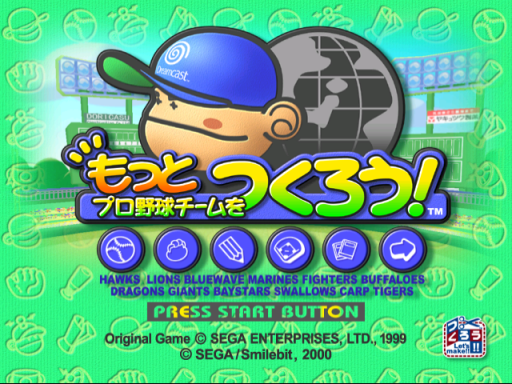 Dreamcast
もっと
プロ野球チームを
つくろう!
TM
HAWKS LIONS BLUEWAVE MARINES FIGHTERS BUFFALOES
DRAGONS GIANTS BAYSTARS SWALLOWS CARP TIGERS
PRESS START BUTTON
Original Game © SEGA ENTERPRISES, LTD., 1999
© SEGA/Smilebit, 2000
Let's
make!!